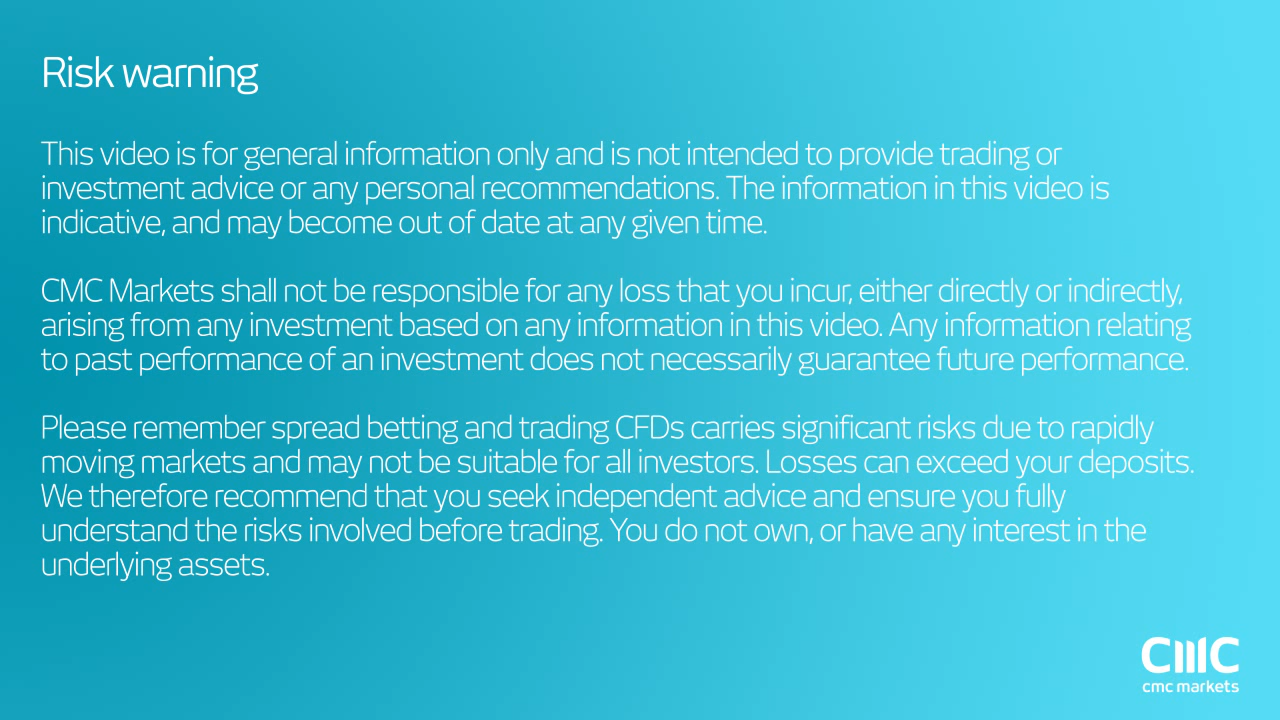 Risk warning
This video is for general information only and is not intended to provide trading or
investment advice or any personal recommendations. The information in this video is
indicative, and may become out of date at any given time.
CMC Markets shall not be responsible for any loss that you incur, either directly or indirectly,
arising from any investment based on any information in this video. Any information relating
to past performance of an investment does not necessarily guarantee future performance.
Please remember spread betting and trading CFDs carries significant risks due to rapidly
moving markets and may not be suitable for all investors. Losses can exceed your deposits.
We therefore recommend that you seek independent advice and ensure you fully
understand the risks involved before trading. You do not own, or have any interest in the
underlying assets.
cmc
cmc markets